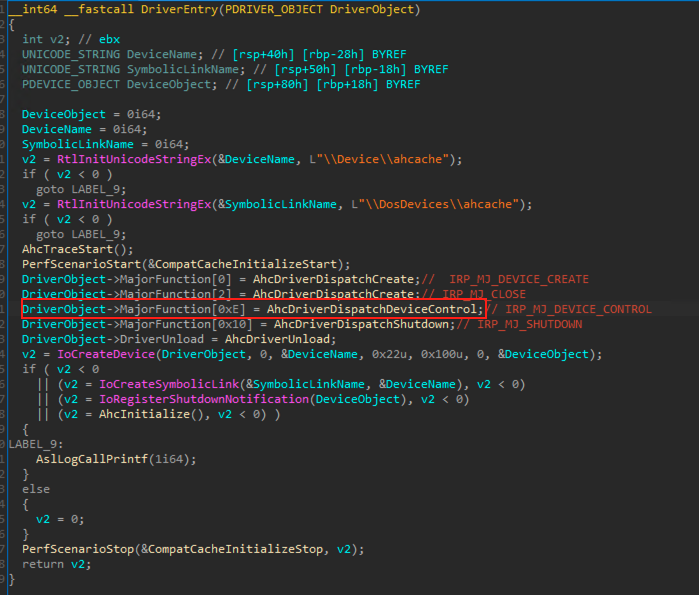 __int64 __fastcall DriverEntry(PDRIVER_OBJECT DriverObject)
{
  int v2; // ebx
  UNICODE_STRING DeviceName; // [rsp+40h] [rbp-28h] BYREF
  UNICODE_STRING SymbolicLinkName; // [rsp+50h] [rbp-18h] BYREF
  PDEVICE_OBJECT DeviceObject; // [rsp+80h] [rbp+18h] BYREF
  DeviceObject = 0i64;
  DeviceName = 0i64;
  SymbolicLinkName = 0i64;
  v2 = RtlInitUnicodeStringEx(&DeviceName, L"\\Device\\ahcache");
  if ( v2 < 0 )
    goto LABEL_9;
  v2 = RtlInitUnicodeStringEx(&SymbolicLinkName, L"\\DosDevices\\ahcache");
  if ( v2 < 0 )
    goto LABEL_9;
  AhcTraceStart();
  PerfScenarioStart(&CompatCacheInitializeStart);
  DriverObject->MajorFunction[0] = AhcDriverDispatchCreate;//  IRP_MJ_DEVICE_CREATE
  DriverObject->MajorFunction[2] = AhcDriverDispatchCreate;// IRP_MJ_CLOSE
  DriverObject->MajorFunction[0xE] = AhcDriverDispatchDeviceControl;// IRP_MJ_DEVICE_CONTROL
  DriverObject->MajorFunction[0x10] = AhcDriverDispatchShutdown;// IRP_MJ_SHUTDOWN
  DriverObject->DriverUnload = AhcDriverUnload;
  v2 = IoCreateDevice(DriverObject, 0, &DeviceName, 0x22u, 0x100u, 0, &DeviceObject);
  if ( v2 < 0
    || (v2 = IoCreateSymbolicLink(&SymbolicLinkName, &DeviceName), v2 < 0)
    || (v2 = IoRegisterShutdownNotification(DeviceObject), v2 < 0)
    || (v2 = AhcInitialize(), v2 < 0) )
  {
LABEL_9:
    AslLogCallPrintf(1i64);
  }
  else
  {
    v2 = 0;
  }
  PerfScenarioStop(&CompatCacheInitializeStop, v2);
  return v2;
}